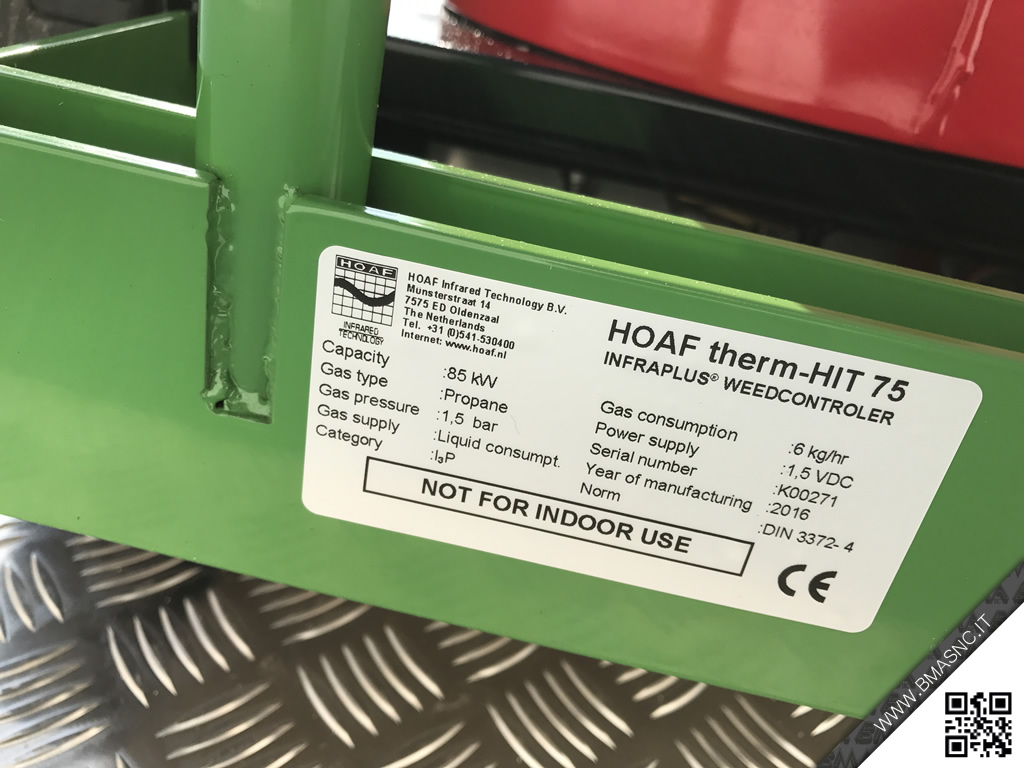 HOAF
INFRARED
TECHNOLOGY
HOAF Infrared Technology B.V.
Munsterstraat 14
7575 ED Oldenzaal
The Netherlands
Tel. +31 (0)541-530400
Internet: www.hoaf.nl
HOAF therm-HIT 75
INFRAPLUS® WEEDCONTROLER
Capacity :85 kW
Gas type :Propane
Gas pressure :1,5 bar
Gas supply :Liquid consumpt.
Category :I₃P
Gas consumption :6 kg/hr
Power supply :1,5 VDC
Serial number :K00271
Year of manufacturing :2016
Norm :DIN 3372-4
NOT FOR INDOOR USE
CE
WWW.BMASNC.IT